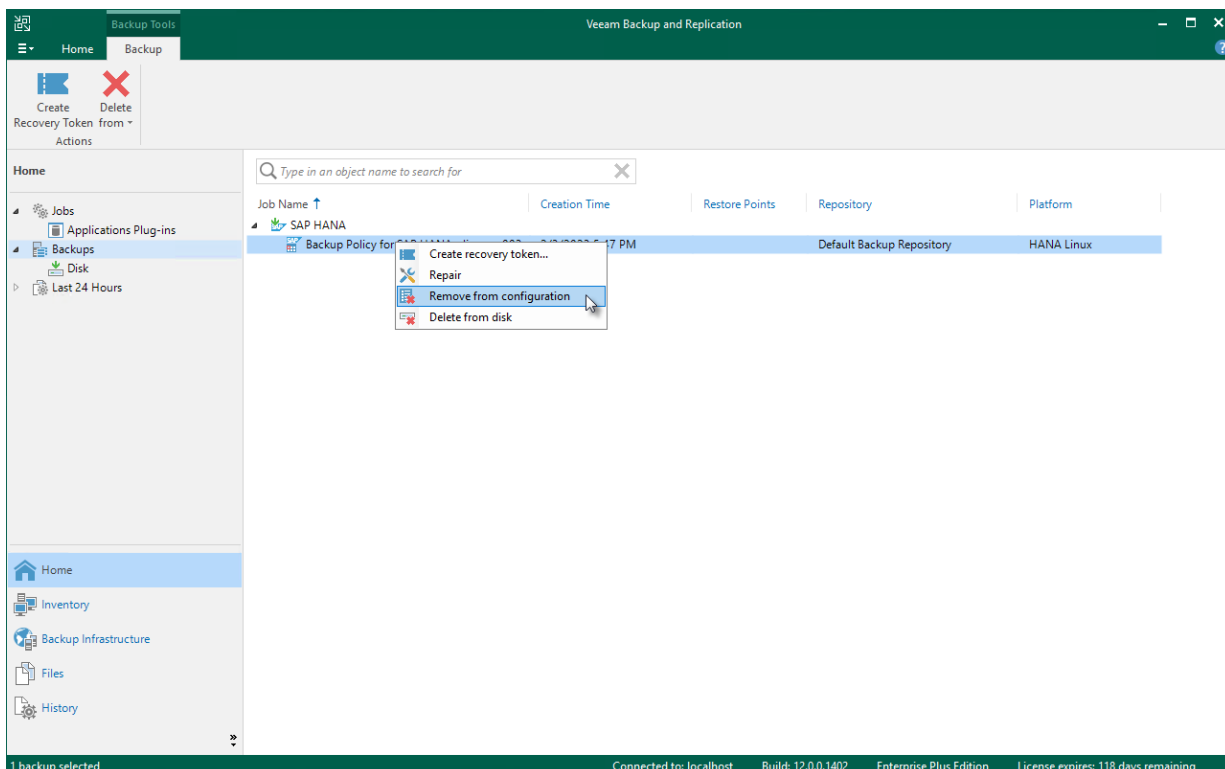 Backup Tools
Veeam Backup and Replication
Home Backup
Create Recovery Token
Delete from
Actions
Home
Type in an object name to search for
Jobs
Applications Plug-ins
Backups
Disk
Last 24 Hours
Job Name Creation Time Restore Points Repository Platform
SAP HANA
Backup Policy for PM Default Backup Repository HANA Linux
Create recovery token...
Repair
Remove from configuration
Delete from disk
Home
Inventory
Backup Infrastructure
Files
History
1 backup selected Connected to: localhost Build: 12.0.0.1402 Enterprise Plus Edition License expires: 118 days remaining